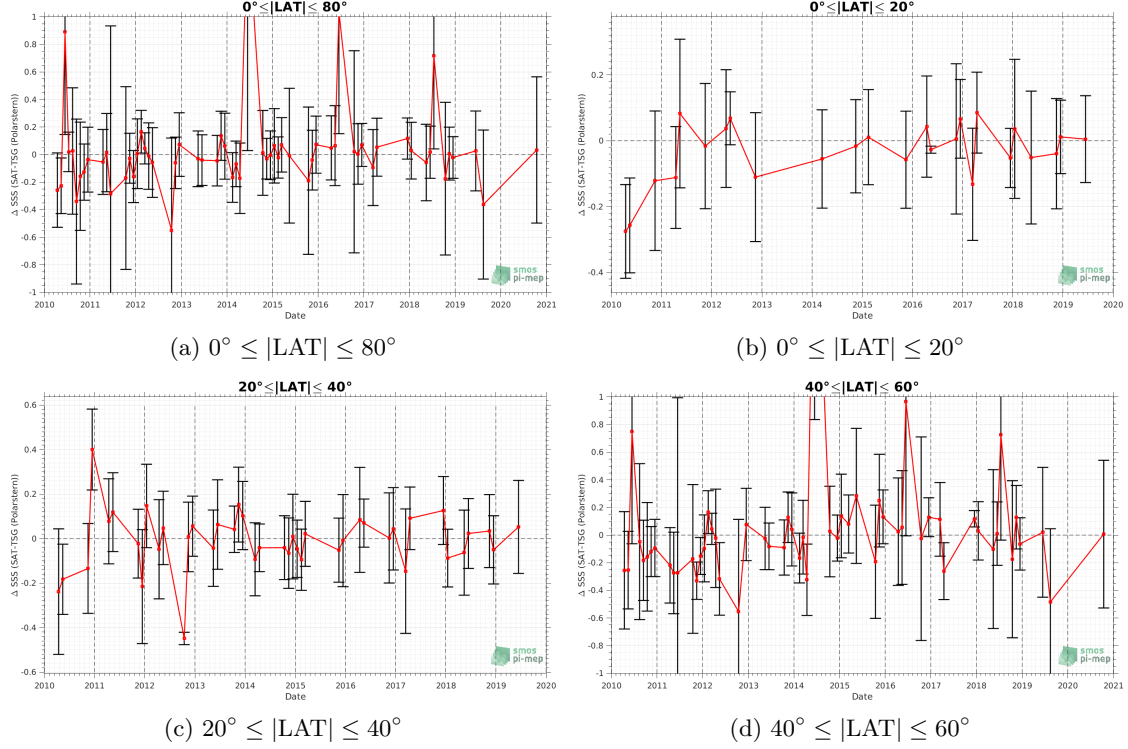 0°≤|LAT|≤ 80°
1
0.8
0.6
0.4
0.2
0
-0.2
-0.4
-0.6
-0.8
-1
Δ SSS (SAT-TSG (Polarstern))
2010 2011 2012 2013 2014 2015 2016 2017 2018 2019 2020 2021
Date
smos
pi-mep
(a) 0° ≤ |LAT| ≤ 80°
0°≤|LAT|≤ 20°
0.2
0
-0.2
-0.4
Δ SSS (SAT-TSG (Polarstern))
2010 2011 2012 2013 2014 2015 2016 2017 2018 2019 2020
Date
smos
pi-mep
(b) 0° ≤ |LAT| ≤ 20°
20°≤|LAT|≤ 40°
0.6
0.4
0.2
0
-0.2
-0.4
-0.6
Δ SSS (SAT-TSG (Polarstern))
2010 2011 2012 2013 2014 2015 2016 2017 2018 2019 2020
Date
smos
pi-mep
(c) 20° ≤ |LAT| ≤ 40°
40°≤|LAT|≤ 60°
1
0.8
0.6
0.4
0.2
0
-0.2
-0.4
-0.6
-0.8
-1
Δ SSS (SAT-TSG (Polarstern))
2010 2011 2012 2013 2014 2015 2016 2017 2018 2019 2020 2021
Date
smos
pi-mep
(d) 40° ≤ |LAT| ≤ 60°